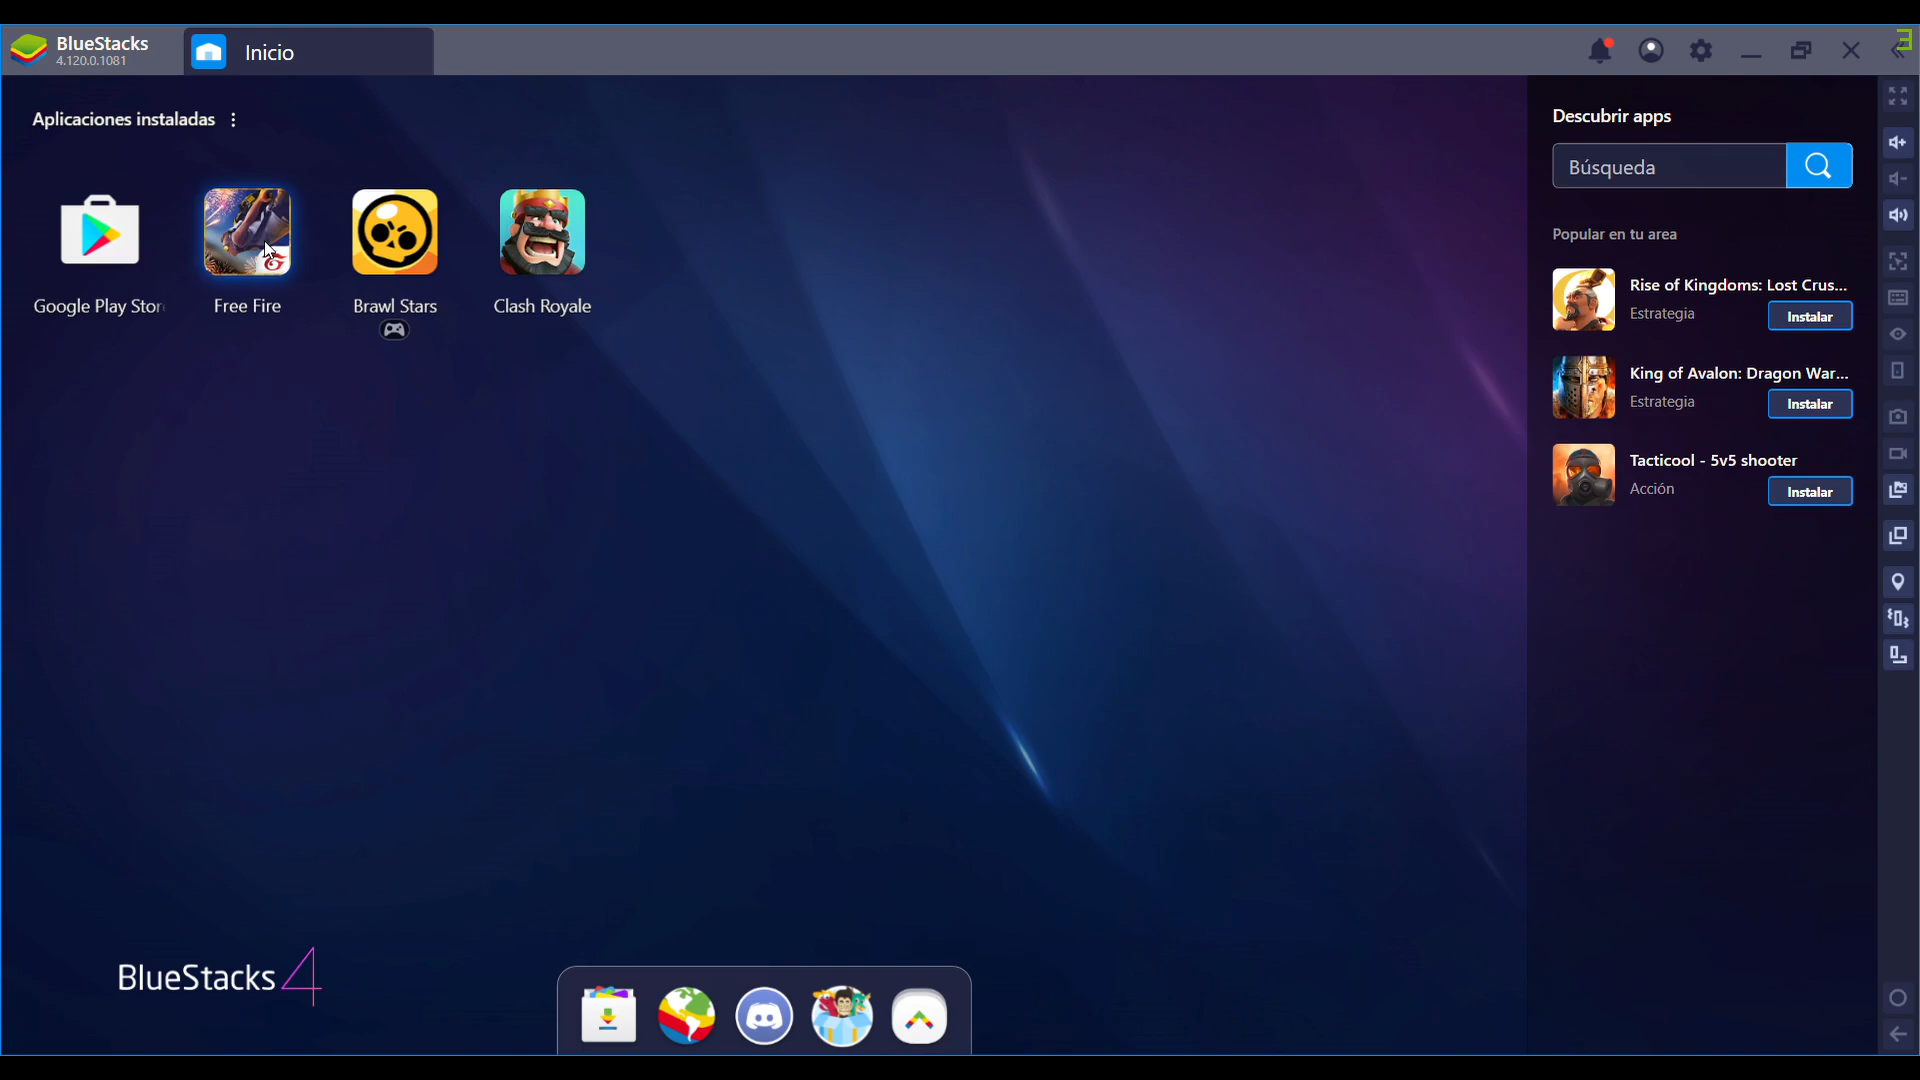 BlueStacks
4.120.0.1081
Inicio
3
Aplicaciones instaladas
Google Play Stor
Free Fire
Brawl Stars
Clash Royale
Descubrir apps
Búsqueda
Popular en tu area
Rise of Kingdoms: Lost Crus...
Estrategia
Instalar
King of Avalon: Dragon War...
Estrategia
Instalar
Tacticool - 5v5 shooter
Acción
Instalar
BlueStacks 4